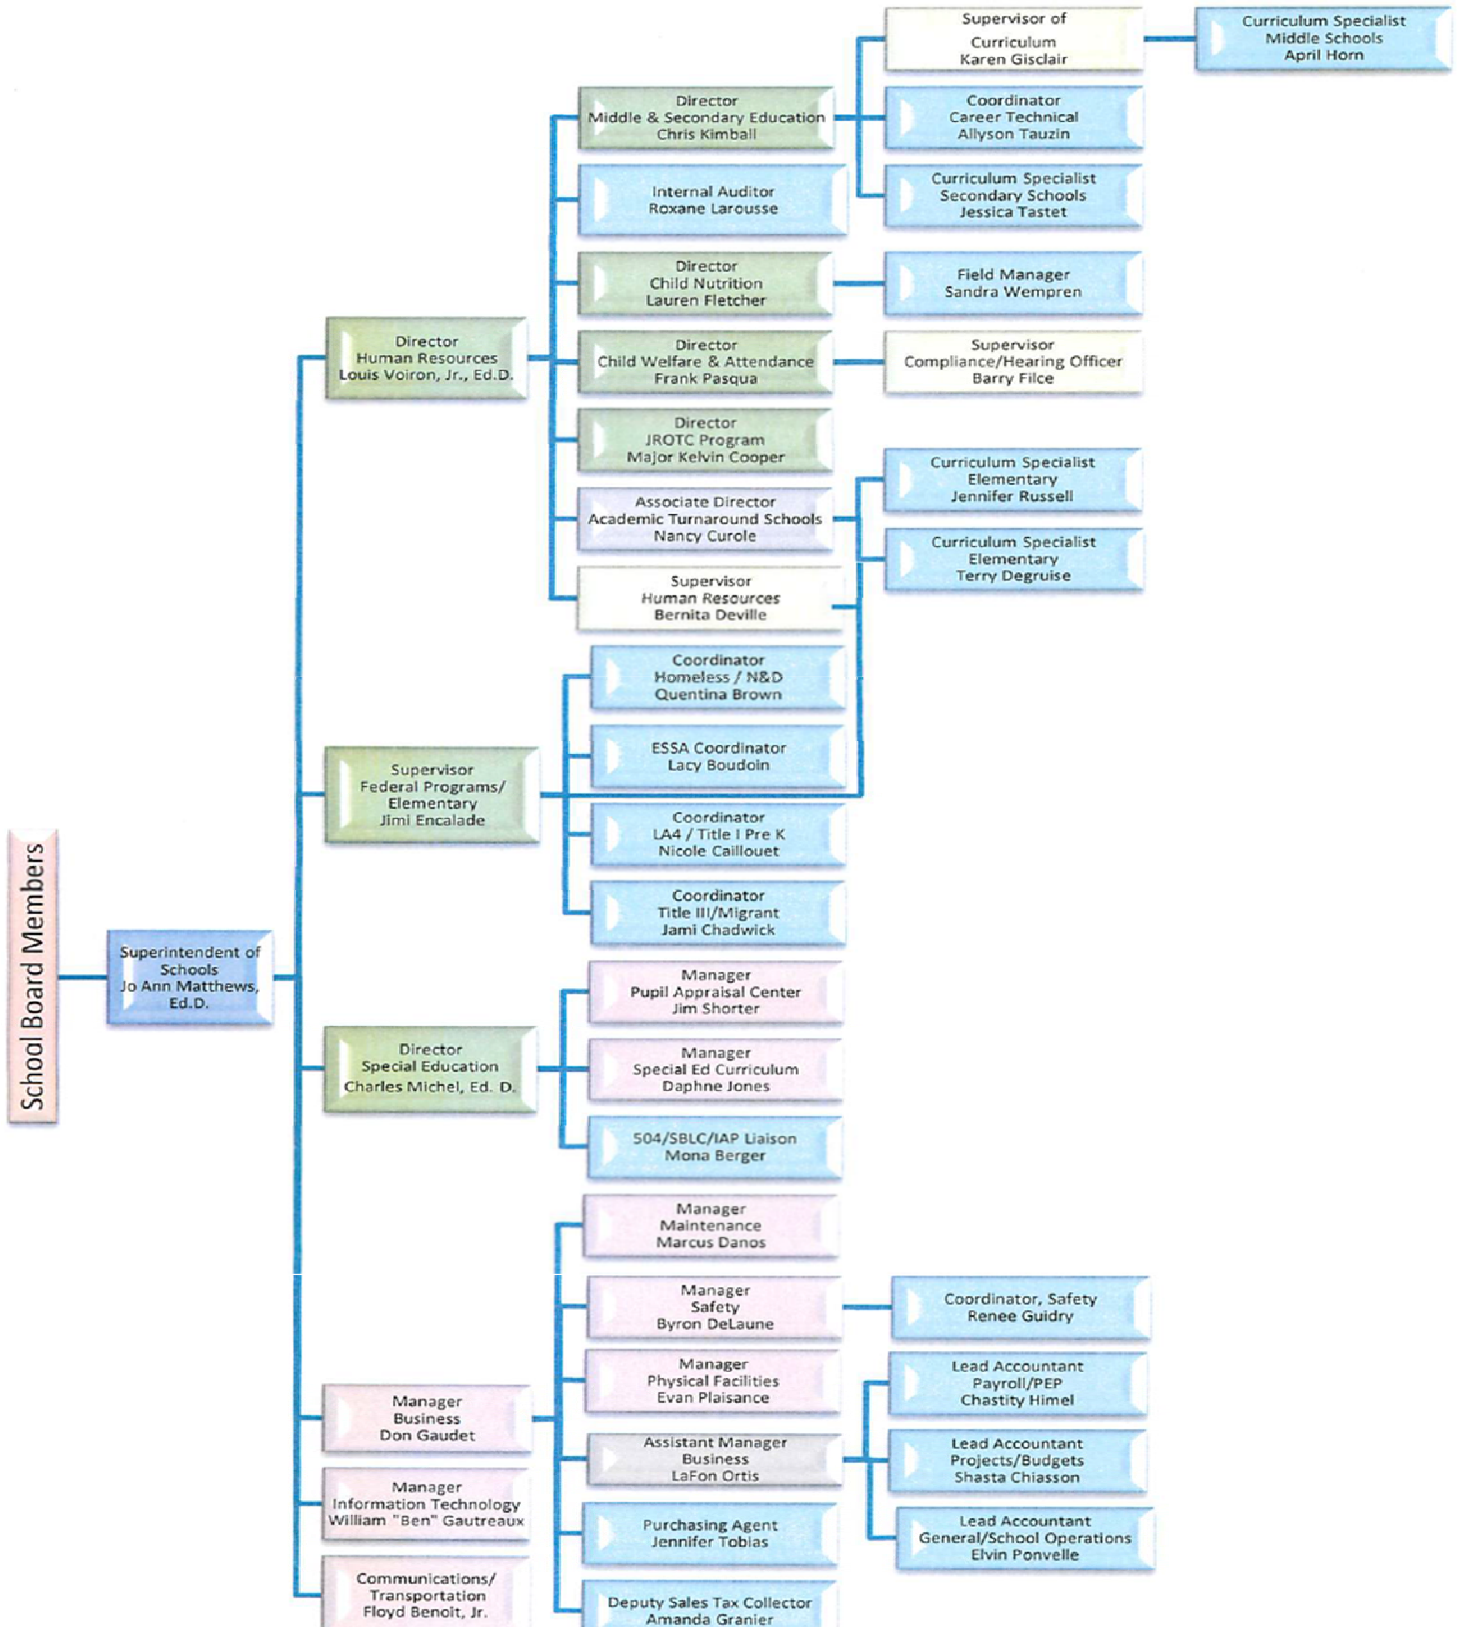 School Board Members
Superintendent of
Schools
Jo Ann Matthews,
Ed.D.
Director
Human Resources
Louis Voiron, Jr., Ed.D.
Director
Middle & Secondary Education
Chris Kimball
Supervisor of
Curriculum
Karen Gisclair
Curriculum Specialist
Middle Schools
April Horn
Coordinator
Career Technical
Allyson Tauzin
Curriculum Specialist
Secondary Schools
Jessica Tastet
Internal Auditor
Roxane Larousse
Director
Child Nutrition
Lauren Fletcher
Field Manager
Sandra Wempren
Director
Child Welfare & Attendance
Frank Pasqua
Supervisor
Compliance/Hearing Officer
Barry Filce
Director
JROTC Program
Major Kelvin Cooper
Associate Director
Academic Turnaround Schools
Nancy Curole
Curriculum Specialist
Elementary
Jennifer Russell
Curriculum Specialist
Elementary
Terry Degruise
Supervisor
Human Resources
Bernita Deville
Supervisor
Federal Programs/
Elementary
Jimi Encalade
Coordinator
Homeless / N&D
Quentina Brown
ESSA Coordinator
Lacy Boudoin
Coordinator
LA4 / Title I Pre K
Nicole Caillouet
Coordinator
Title III/Migrant
Jami Chadwick
Director
Special Education
Charles Michel, Ed. D.
Manager
Pupil Appraisal Center
Jim Shorter
Manager
Special Ed Curriculum
Daphne Jones
504/SBLC/IAP Liaison
Mona Berger
Manager
Business
Don Gaudet
Manager
Maintenance
Marcus Danos
Manager
Safety
Byron DeLaune
Coordinator, Safety
Renee Guidry
Manager
Physical Facilities
Evan Plaisance
Assistant Manager
Business
LaFon Ortis
Lead Accountant
Payroll/PEP
Chastity Himel
Lead Accountant
Projects/Budgets
Shasta Chiasson
Lead Accountant
General/School Operations
Elvin Ponvelle
Purchasing Agent
Jennifer Tobias
Deputy Sales Tax Collector
Amanda Granier
Manager
Information Technology
William "Ben" Gautreaux
Communications/
Transportation
Floyd Benoit, Jr.